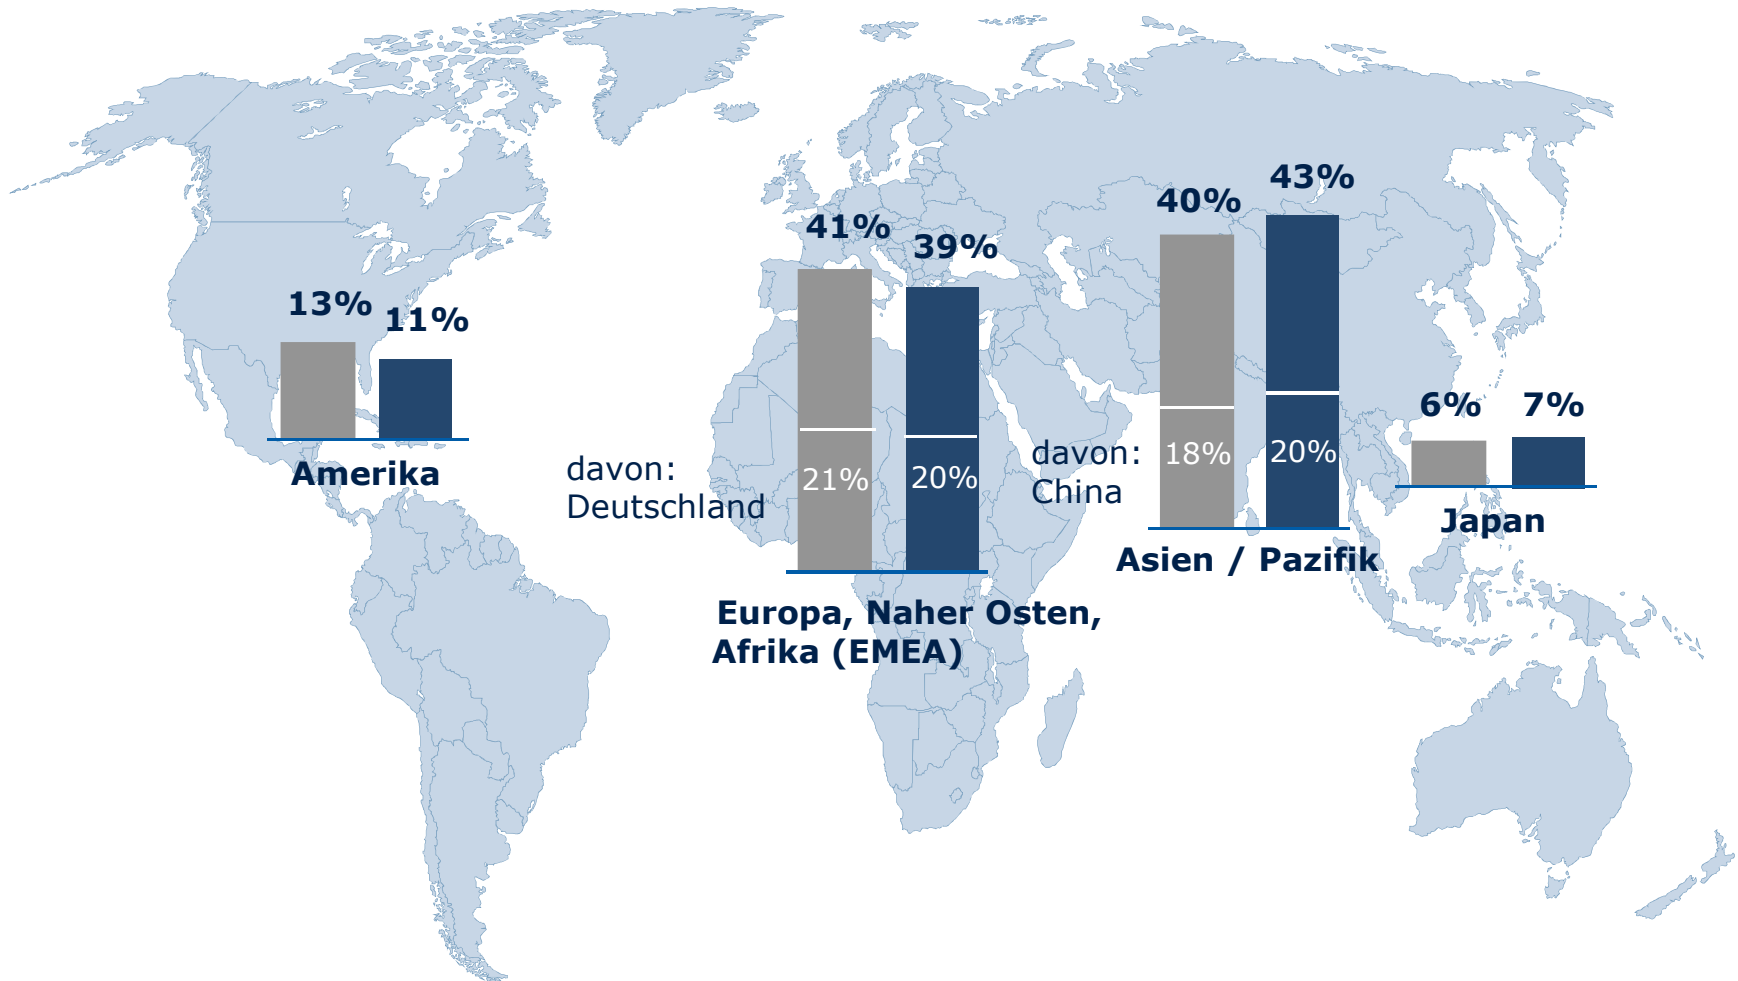 13%
11%
Amerika
41%
39%
davon:
Deutschland
21%
20%
Europa, Naher Osten,
Afrika (EMEA)
40%
43%
davon:
China
18%
20%
Asien / Pazifik
6%
7%
Japan